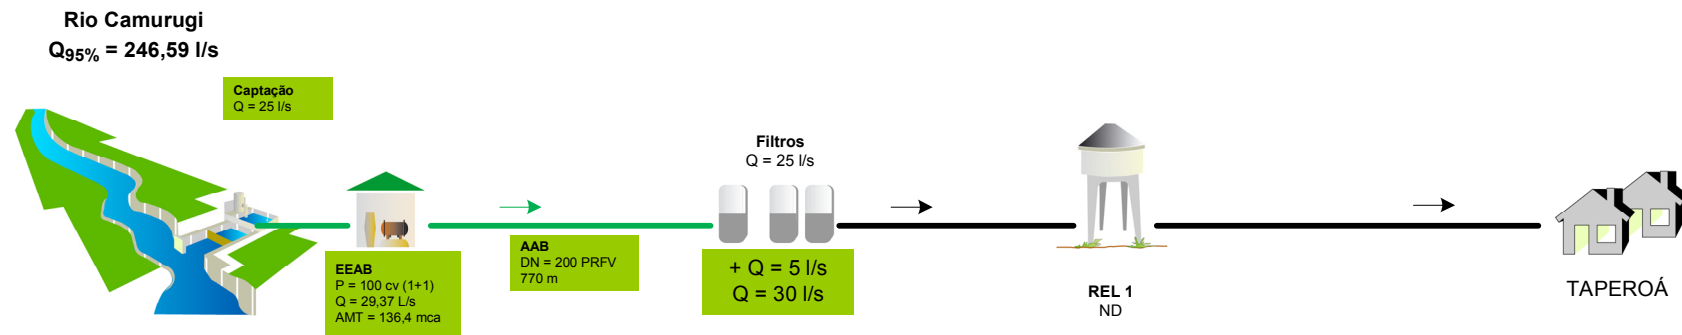 Rio Camurugi
Q95% = 246,59 l/s
Captação
Q = 25 l/s
EEAB
P = 100 cv (1+1)
Q = 29,37 L/s
AMT = 136,4 mca
AAB
DN = 200 PRFV
770 m
Filtros
Q = 25 l/s
+ Q = 5 l/s
Q = 30 l/s
REL 1
ND
TAPEROÁ